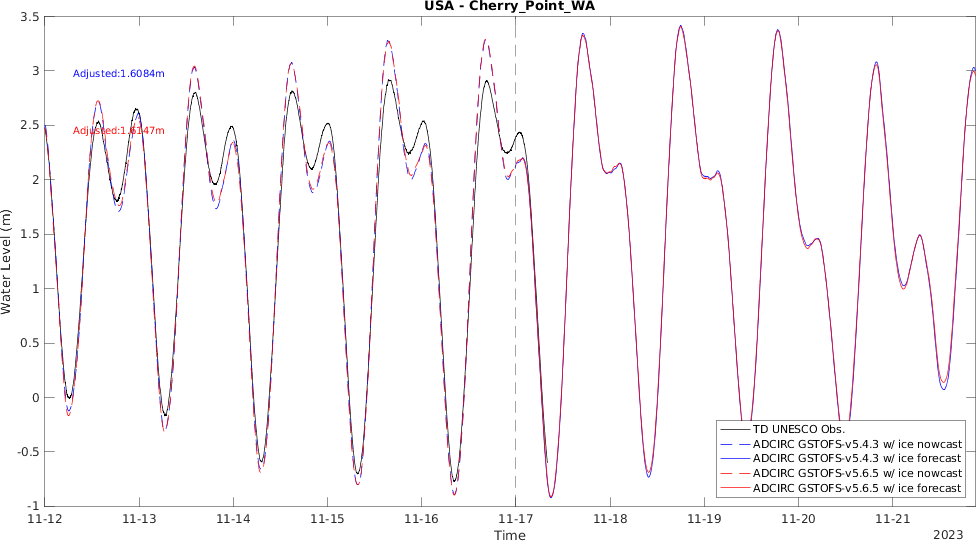 USA - Cherry_Point_WA
3.5
3
2.5
2
1.5
1
0.5
0
-0.5
-1
Water Level (m)
Adjusted:1.6084m
Adjusted:1.6147m
TD UNESCO Obs.
ADCIRC GSTOFS-v5.4.3 w/ ice nowcast
ADCIRC GSTOFS-v5.4.3 w/ ice forecast
ADCIRC GSTOFS-v5.6.5 w/ ice nowcast
ADCIRC GSTOFS-v5.6.5 w/ ice forecast
11-12 11-13 11-14 11-15 11-16 11-17 11-18 11-19 11-20 11-21
Time
2023